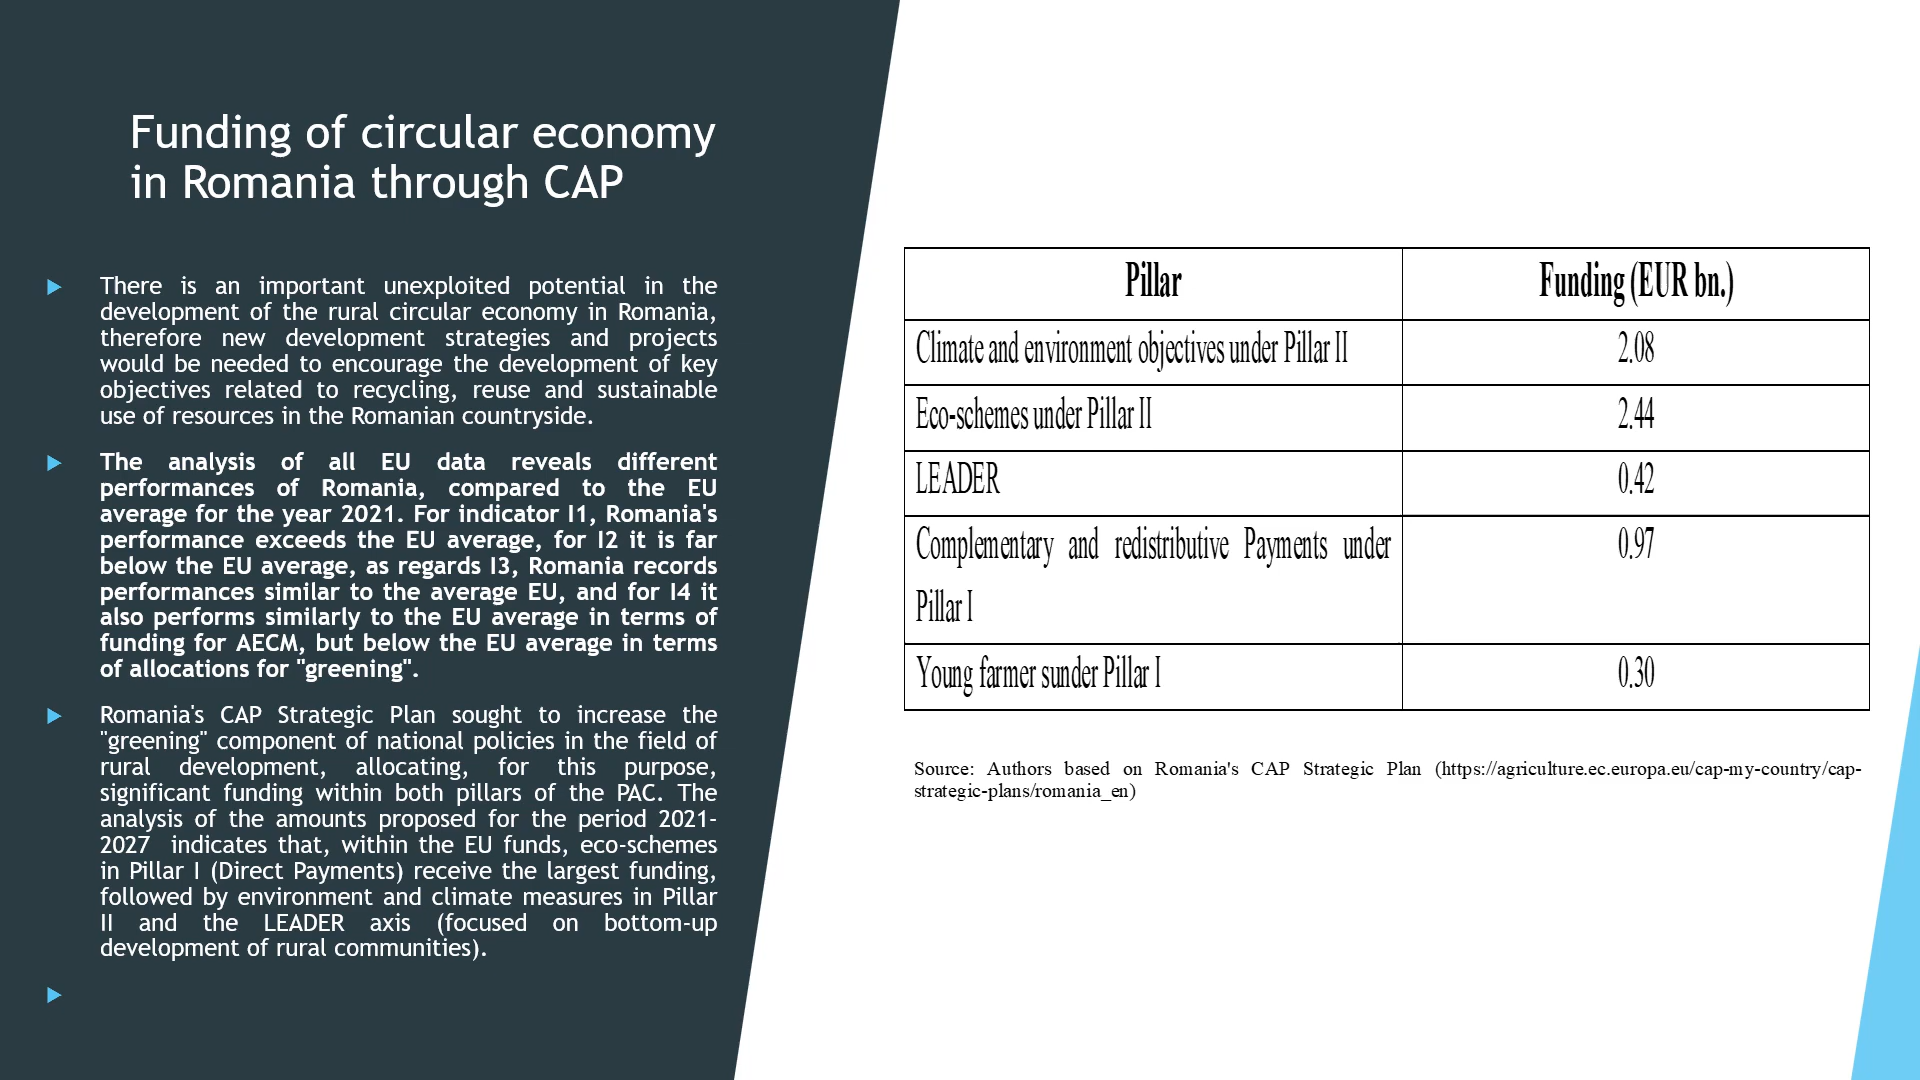 Funding of circular economy
in Romania through CAP
There is an important unexploited potential in the
development of the rural circular economy in Romania,
therefore new development strategies and projects
would be needed to encourage the development of key
objectives related to recycling, reuse and sustainable
use of resources in the Romanian countryside.
The analysis of all EU data reveals different
performances of Romania, compared to the EU
average for the year 2021. For indicator I1, Romania's
performance exceeds the EU average, for I2 it is far
below the EU average, as regards I3, Romania records
performances similar to the average EU, and for I4 it
also performs similarly to the EU average in terms of
funding for AECM, but below the EU average in terms
of allocations for "greening".
Romania's CAP Strategic Plan sought to increase the
"greening" component of national policies in the field of
rural development, allocating, for this purpose,
significant funding within both pillars of the PAC. The
analysis of the amounts proposed for the period 2021-
2027 indicates that, within the EU funds, eco-schemes
in Pillar I (Direct Payments) receive the largest funding,
followed by environment and climate measures in Pillar
II and the LEADER axis (focused on bottom-up
development of rural communities).
Pillar Funding (EUR bn.)
Climate and environment objectives under Pillar II 2.08
Eco-schemes under Pillar II 2.44
LEADER 0.42
Complementary and redistributive Payments under 0.97
Pillar I
Young farmer sunder Pillar I 0.30
Source: Authors based on Romania's CAP Strategic Plan (https://agriculture.ec.europa.eu/cap-my-country/cap-
strategic-plans/romania_en)